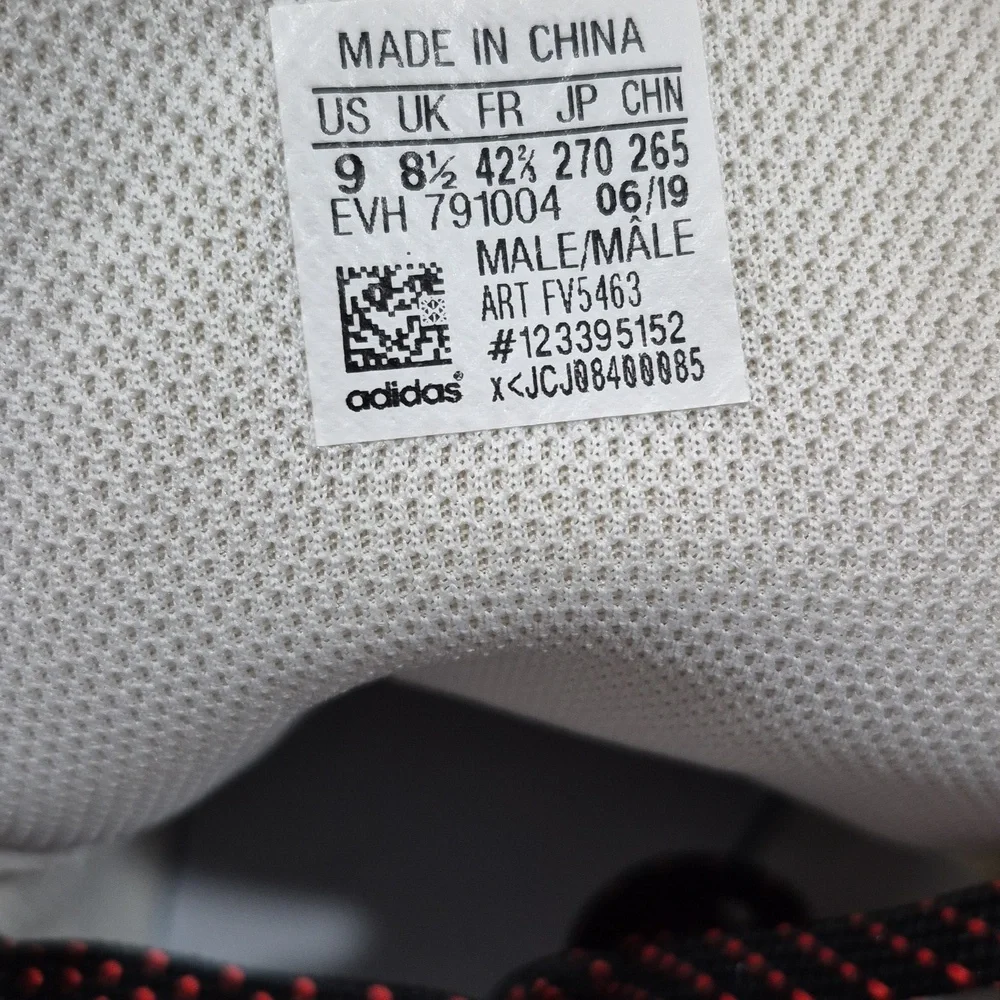 MADE IN CHINA
US UK FR JP CHN
9 8½ 42⅔ 270 265
EVH 791004 06/19
MALE/MÂLE
ART FV5463
#123395152
x<JCJ08400085
adidas®